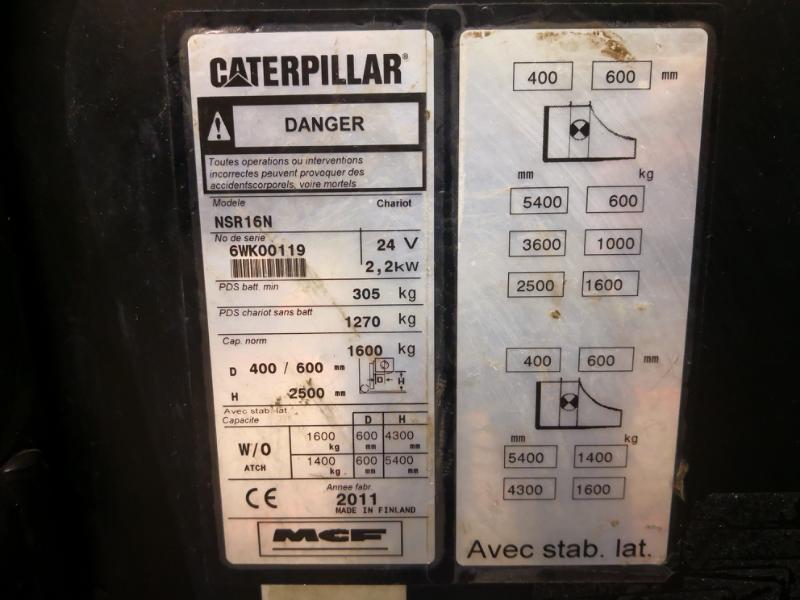 CATERPILLAR®
DANGER
Toutes operations ou interventions
incorrectes peuvent provoquer des
accidentscorporels, voire mortels
Modele Chariot
NSR16N
No de serie
6WK00119
24 V
2,2kW
PDS batt. min
305 kg
PDS chariot sans batt
1270 kg
Cap. norm
1600 kg
D 400 / 600 mm
D H
H 2500 mm
Avec stab. lat.
Capacite D H
W/O
ATCH
1600 kg 600 mm 4300 mm
1400 kg 600 mm 5400 mm
CE
Annee fabr.
2011
MADE IN FINLAND
MCF
400 600 mm
mm kg
5400 600
3600 1000
2500 1600
400 600 mm
mm kg
5400 1400
4300 1600
Avec stab. lat.